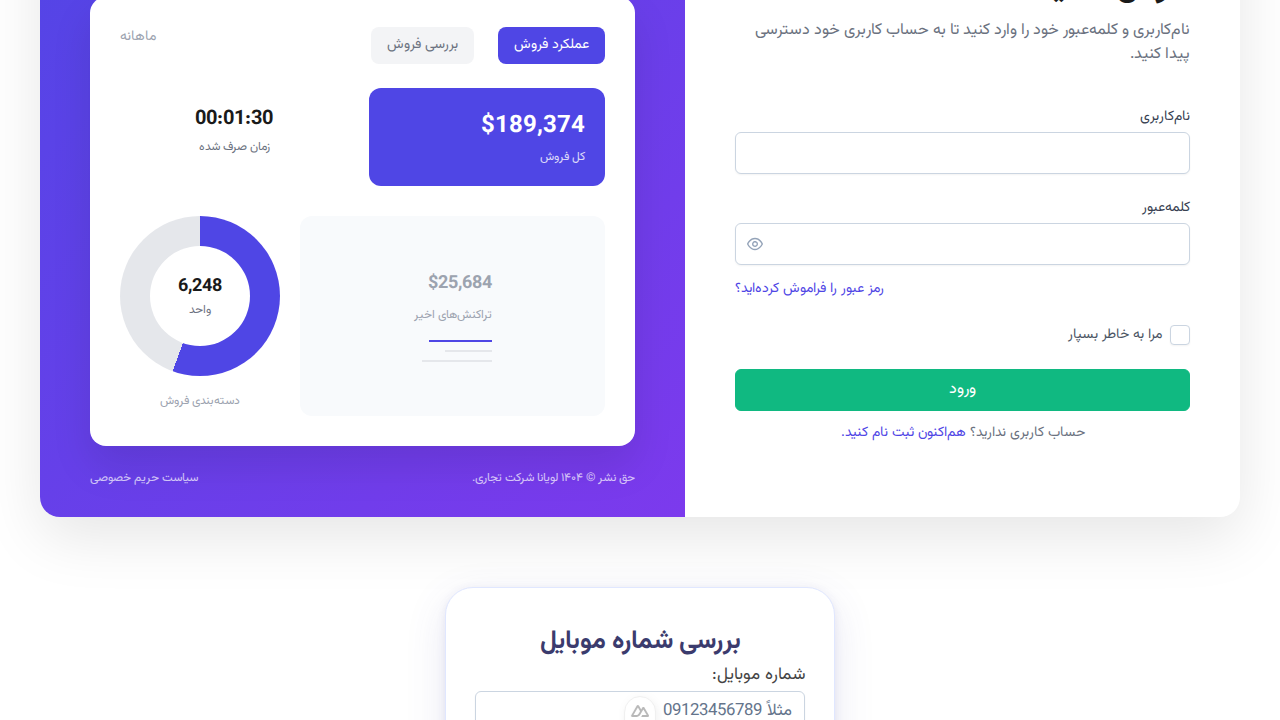 نام‌کاربری و کلمه‌عبور خود را وارد کنید تا به حساب کاربری خود دسترسی
پیدا کنید.
نام‌کاربری
کلمه‌عبور
رمز عبور را فراموش کرده‌اید؟
مرا به خاطر بسپار
ورود
حساب کاربری ندارید؟ هم‌اکنون ثبت نام کنید.
عملکرد فروش
بررسی فروش
ماهانه
$189,374
کل فروش
00:01:30
زمان صرف شده
$25,684
تراکنش‌های اخیر
6,248
واحد
دسته‌بندی فروش
حق نشر © ۱۴۰۴ لویانا شرکت تجاری.
سیاست حریم خصوصی
بررسی شماره موبایل
شماره موبایل:
مثلاً 09123456789